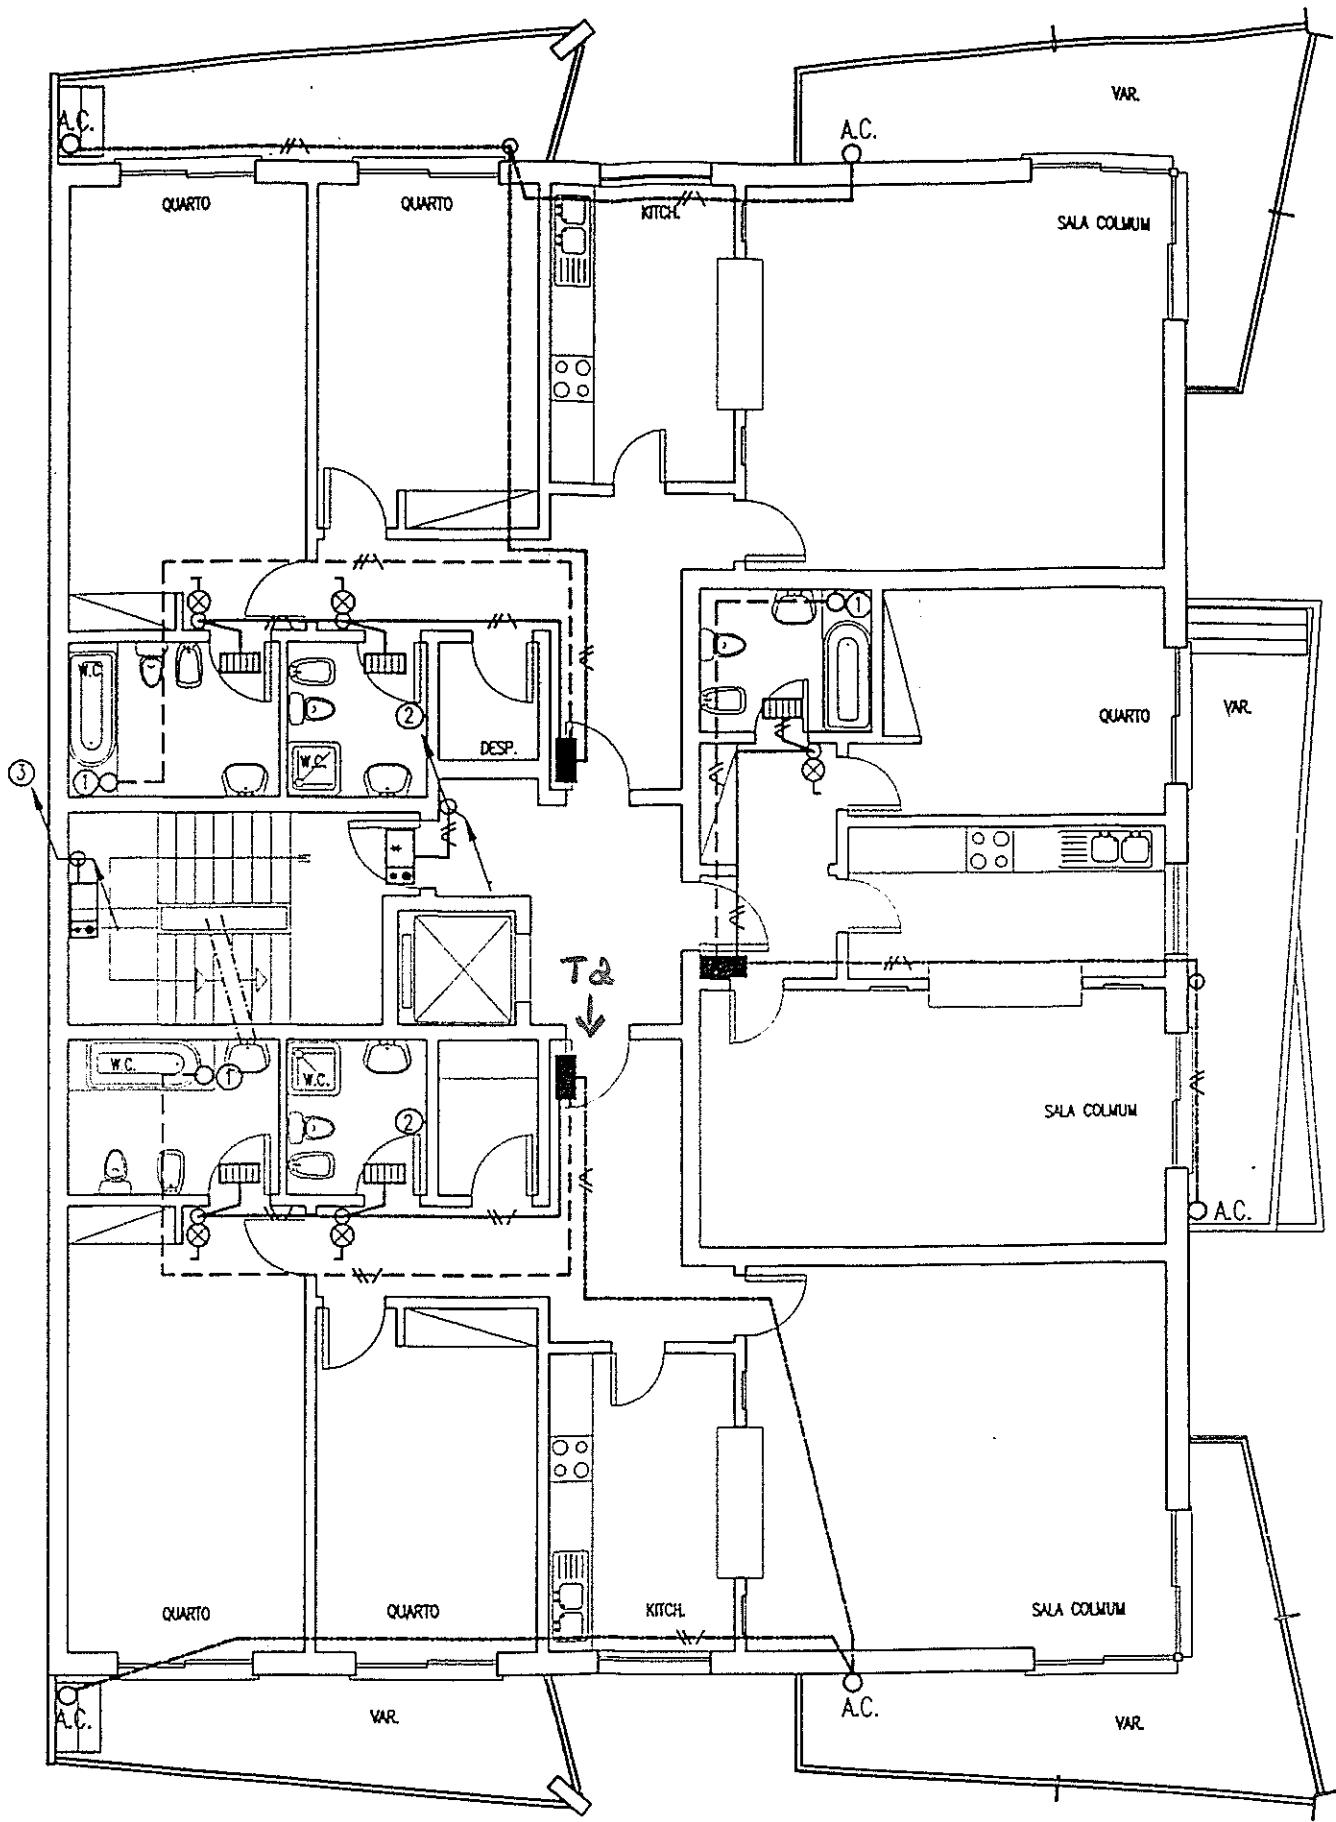 VAR.
A.C.
A.C.
QUARTO
QUARTO
KITCH.
SALA COLMUM
1
W.C.
2
QUARTO
VAR.
DESP.
W.C.
3
1
T2
W.C.
1
W.C.
2
SALA COLMUM
A.C.
QUARTO
QUARTO
KITCH.
SALA COLMUM
A.C.
A.C.
VAR.
VAR.